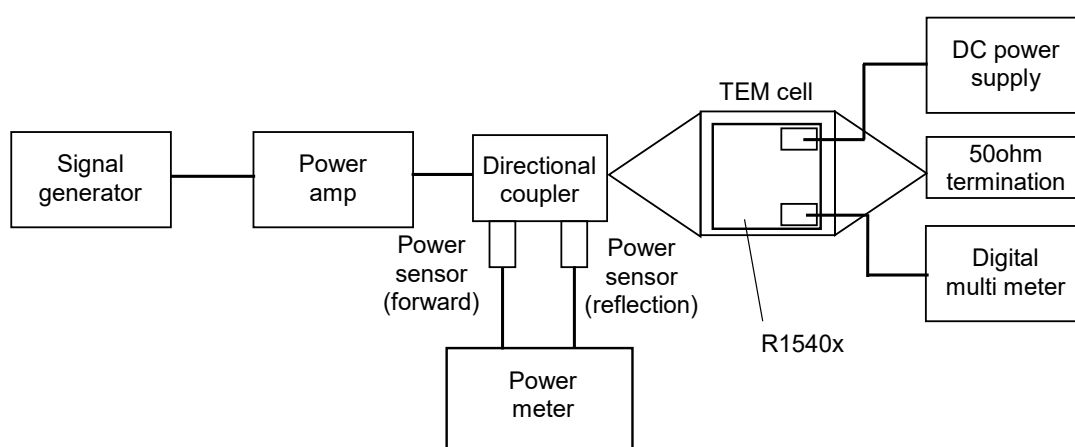 Signal
generator
Power
amp
Directional
coupler
Power
sensor
(forward)
Power
sensor
(reflection)
Power
meter
TEM cell
R1540x
DC power
supply
50ohm
termination
Digital
multi meter